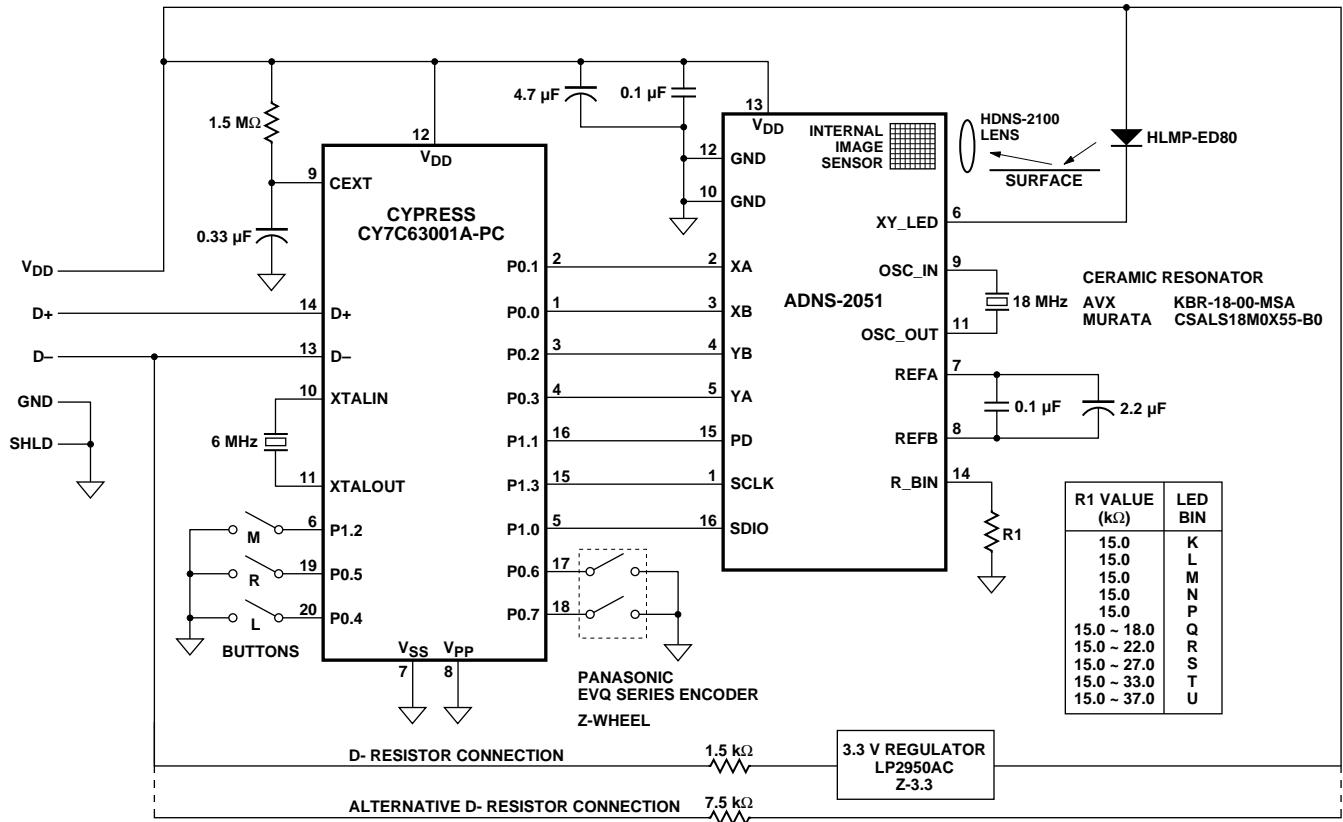 4.7 µF
0.1 µF
13
VDD
1.5 MΩ
12
VDD
INTERNAL
IMAGE
SENSOR
HDNS-2100
LENS
HLMP-ED80
SURFACE
9
CEXT
12
GND
10
GND
CYPRESS
CY7C63001A-PC
0.33 µF
6
XY_LED
VDD
P0.1
2
2
XA
OSC_IN
9
CERAMIC RESONATOR
AVX KBR-18-00-MSA
MURATA CSALS18M0X55-B0
18 MHz
ADNS-2051
D+
14
D+
P0.0
1
3
XB
OSC_OUT
11
D–
13
D–
P0.2
3
4
YB
REFA
7
10
XTALIN
P0.3
4
5
YA
0.1 µF
2.2 µF
GND
SHLD
6 MHz
P1.1
16
15
PD
REFB
8
11
XTALOUT
P1.3
15
1
SCLK
R_BIN
14
M
6
P1.2
P1.0
5
16
SDIO
R1
R
19
P0.5
P0.6
17
L
20
P0.4
P0.7
18
BUTTONS
VSS
7
VPP
8
PANASONIC
EVQ SERIES ENCODER
Z-WHEEL
R1 VALUE (kΩ) LED BIN
15.0 K
15.0 L
15.0 M
15.0 N
15.0 P
15.0 ~ 18.0 Q
15.0 ~ 22.0 R
15.0 ~ 27.0 S
15.0 ~ 33.0 T
15.0 ~ 37.0 U
D- RESISTOR CONNECTION
1.5 kΩ
3.3 V REGULATOR
LP2950AC
Z-3.3
ALTERNATIVE D- RESISTOR CONNECTION
7.5 kΩ